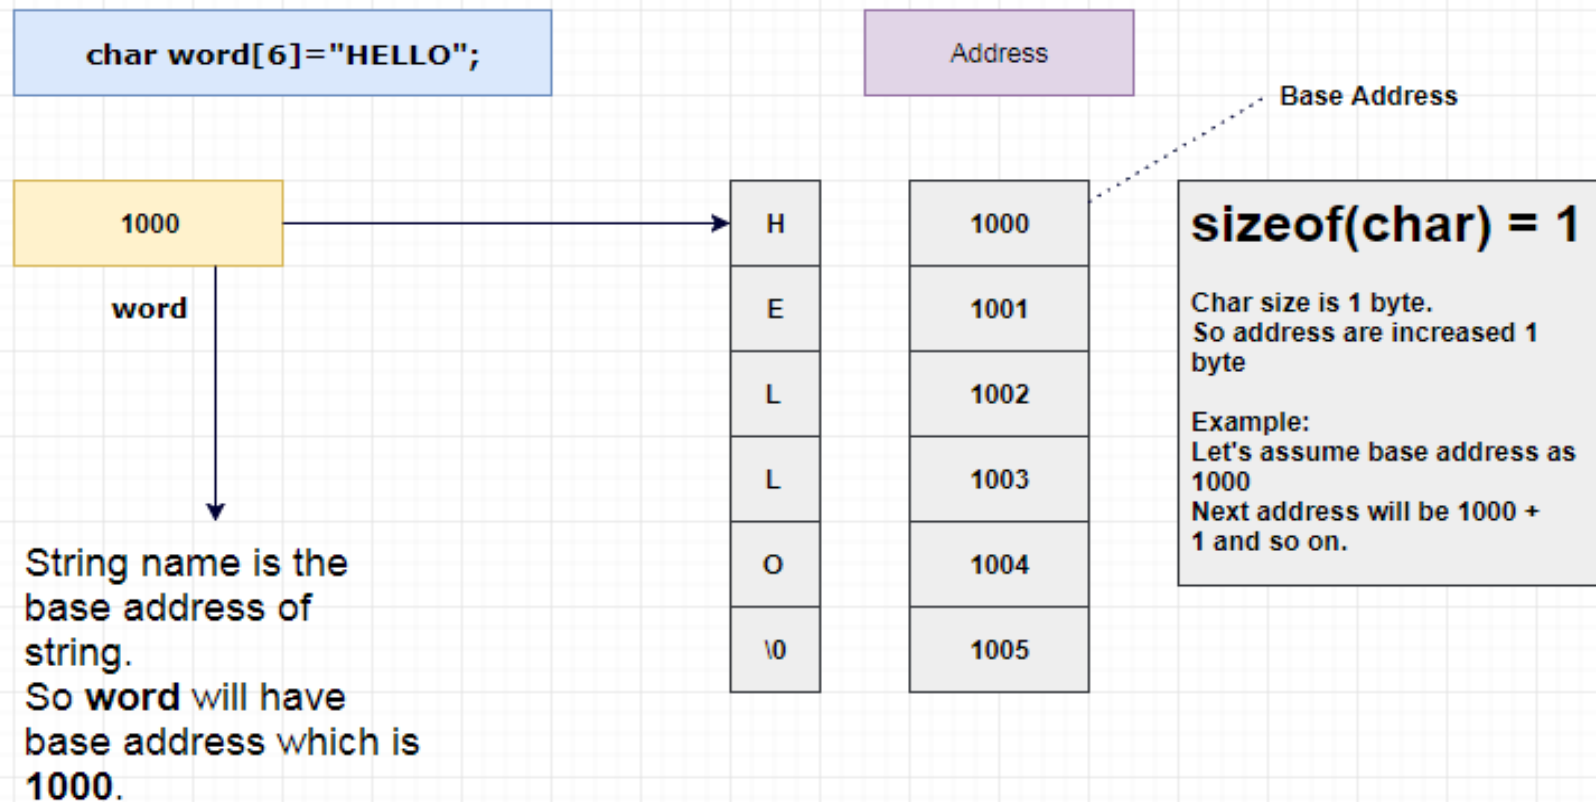 char word[6]="HELLO";
Address
Base Address
1000
word
String name is the
base address of
string.
So word will have
base address which is
1000.
H
E
L
L
O
\0
1000
1001
1002
1003
1004
1005
sizeof(char) = 1
Char size is 1 byte.
So address are increased 1
byte
Example:
Let's assume base address as
1000
Next address will be 1000 +
1 and so on.